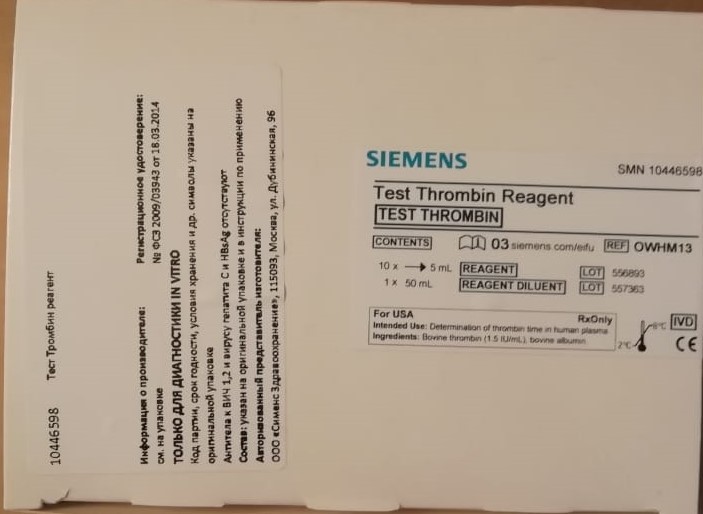 10446598 Тест Тромбин реагент
Информация о производителе: Регистрационное удостоверение:
см. на упаковке № ФСЗ 2009/03943 от 18.03.2014
ТОЛЬКО ДЛЯ ДИАГНОСТИКИ IN VITRO
Код партии, срок годности, условия хранения и др. символы указаны на
оригинальной упаковке
Антитела к ВИЧ 1,2 и вирусу гепатита С и HBsAg отсутствуют
Состав: указан на оригинальной упаковке и в инструкции по применению
Авторизованный представитель изготовителя:
ООО «Сименс Здравоохранение», 115093, Москва, ул. Дубининская, 96
SIEMENS
SMN 10446598
Test Thrombin Reagent
TEST THROMBIN
CONTENTS 03 siemens.com/eifu REF OWHM13
10 x → 5 mL REAGENT LOT 556893
1 x 50 mL REAGENT DILUENT LOT 557363
For USA RxOnly
Intended Use: Determination of thrombin time in human plasma
Ingredients: Bovine thrombin (1.5 IU/mL), bovine albumin
8°C IVD
2°C CE